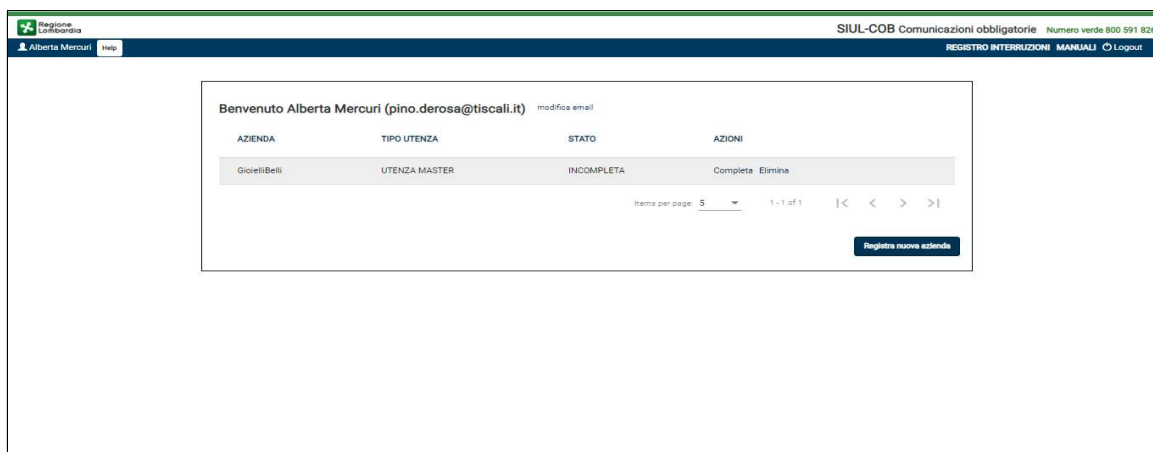 Regione
Lombardia
SIUL-COB Comunicazioni obbligatorie Numero verde 800 591 826
Alberta Mercuri Help REGISTRO INTERRUZIONI MANUALI Logout
Benvenuto Alberta Mercuri (pino.derosa@tiscali.it) modifica email
AZIENDA TIPO UTENZA STATO AZIONI
GioielliBelli UTENZA MASTER INCOMPLETA Completa Elimina
Items per page: 5 1 - 1 of 1
Registra nuova azienda